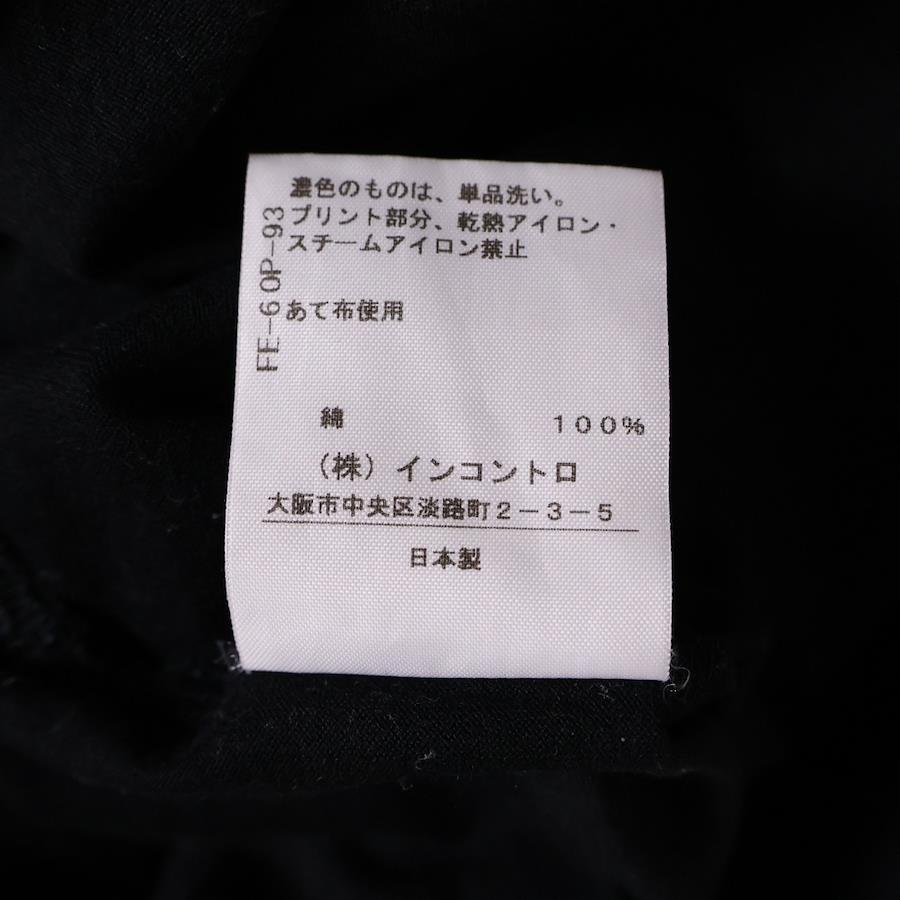 濃色のものは、単品洗い。
プリント部分、乾熱アイロン・
スチームアイロン禁止
あて布使用
FE-60P-93
綿 100%
(株)インコントロ
大阪市中央区淡路町2-3-5
日本製